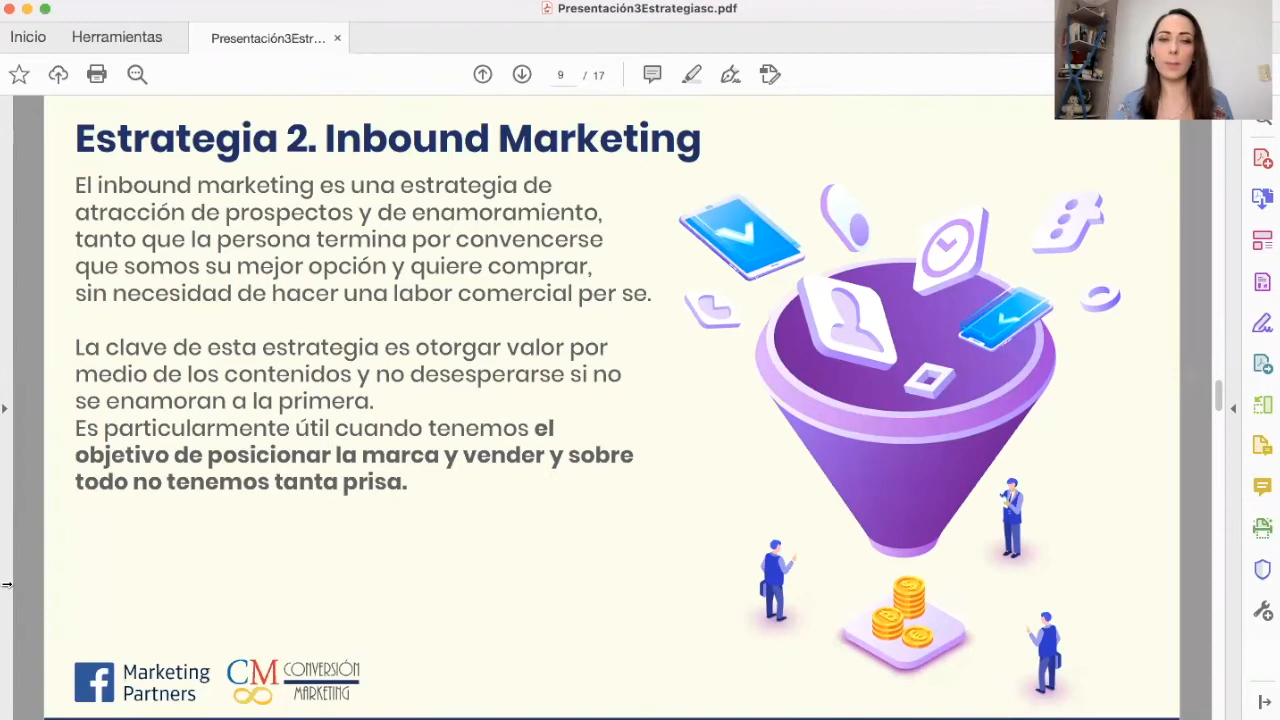 Presentación3Estrategiasc.pdf
Inicio
Herramientas
Presentación3Estr...
9 / 17
Estrategia 2. Inbound Marketing
El inbound marketing es una estrategia de
atracción de prospectos y de enamoramiento,
tanto que la persona termina por convencerse
que somos su mejor opción y quiere comprar,
sin necesidad de hacer una labor comercial per se.
La clave de esta estrategia es otorgar valor por
medio de los contenidos y no desesperarse si no
se enamoran a la primera.
Es particularmente útil cuando tenemos el
objetivo de posicionar la marca y vender y sobre
todo no tenemos tanta prisa.
Marketing
Partners
CM
CONVERSIÓN
MARKETING